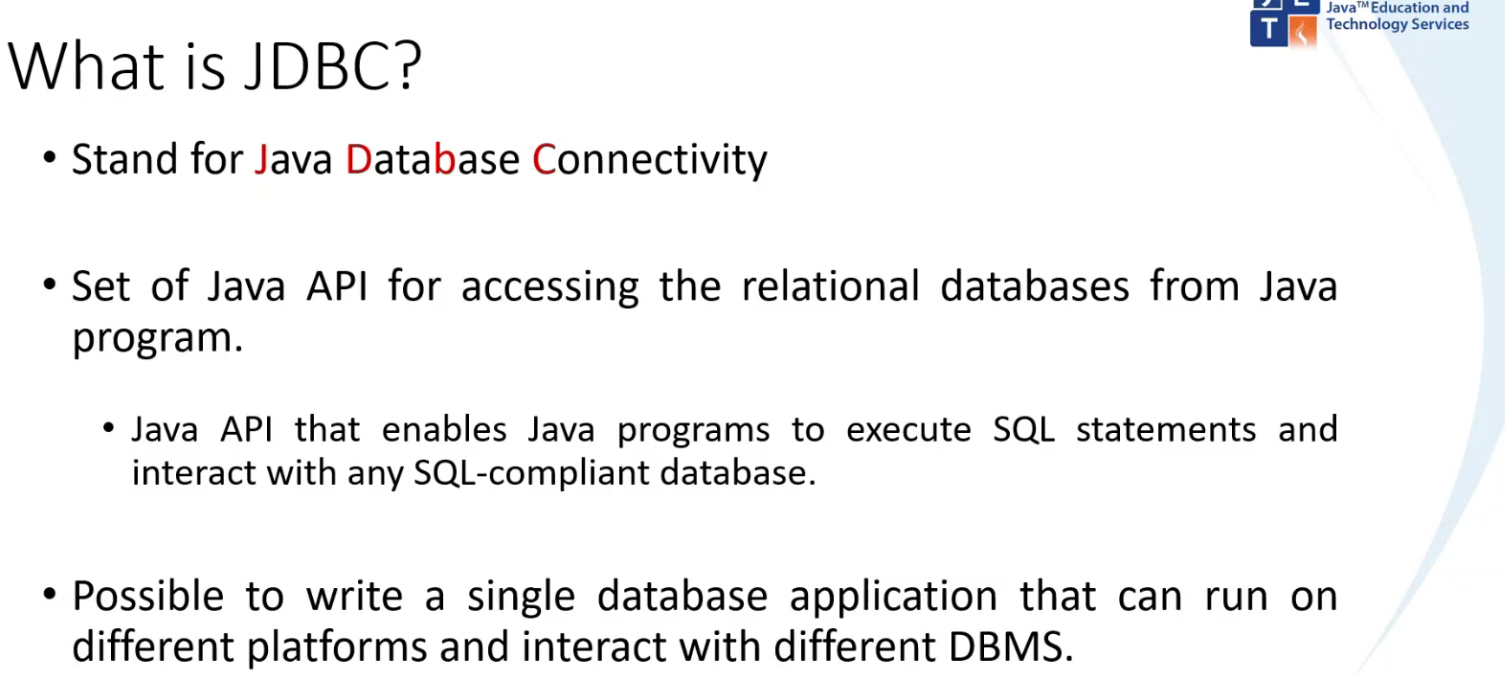 Java™ Education and
Technology Services
J E
T
What is JDBC?
• Stand for Java Database Connectivity
• Set of Java API for accessing the relational databases from Java
program.
• Java API that enables Java programs to execute SQL statements and
interact with any SQL-compliant database.
• Possible to write a single database application that can run on
different platforms and interact with different DBMS.